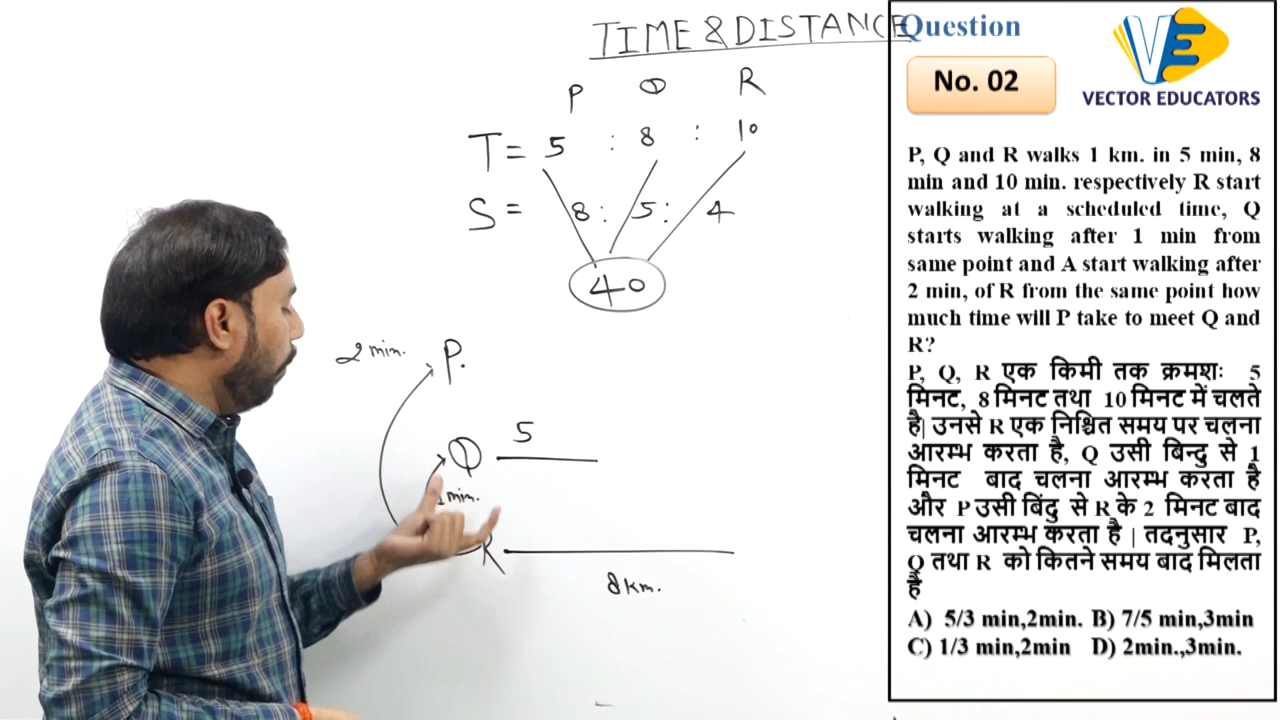 TIME & DISTANCE
P Q R
T = 5 : 8 : 10
S = 8 : 5 : 4
40
2 min. P.
Q 5
1 min.
R
8 km.
Question
No. 02
VE
VECTOR EDUCATORS
P, Q and R walks 1 km. in 5 min, 8
min and 10 min. respectively R start
walking at a scheduled time, Q
starts walking after 1 min from
same point and A start walking after
2 min, of R from the same point how
much time will P take to meet Q and
R?
P, Q, R एक किमी तक क्रमशः 5
मिनट, 8 मिनट तथा 10 मिनट में चलते
है| उनसे R एक निश्चित समय पर चलना
आरम्भ करता है, Q उसी बिन्दु से 1
मिनट बाद चलना आरम्भ करता है
और P उसी बिंदु से R के 2 मिनट बाद
चलना आरम्भ करता है | तदनुसार P,
Q तथा R को कितने समय बाद मिलता
है
A) 5/3 min,2min. B) 7/5 min,3min
C) 1/3 min,2min D) 2min.,3min.